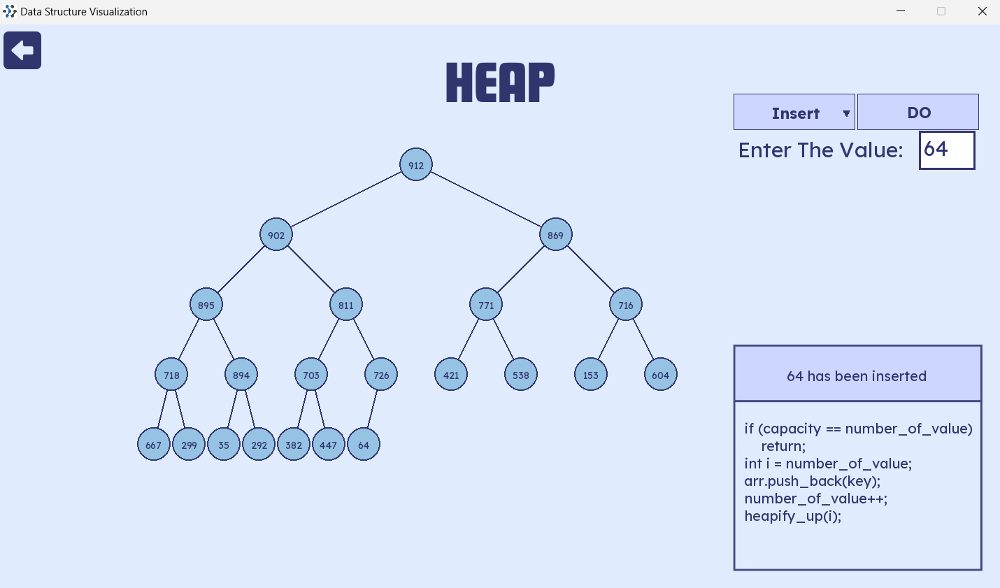 Data Structure Visualization
HEAP
Insert ▼
DO
Enter The Value: 64
912
902 869
895 811 771 716
718 894 703 726 421 538 153 604
667 299 35 292 382 447 64
64 has been inserted
if (capacity == number_of_value)
return;
int i = number_of_value;
arr.push_back(key);
number_of_value++;
heapify_up(i);